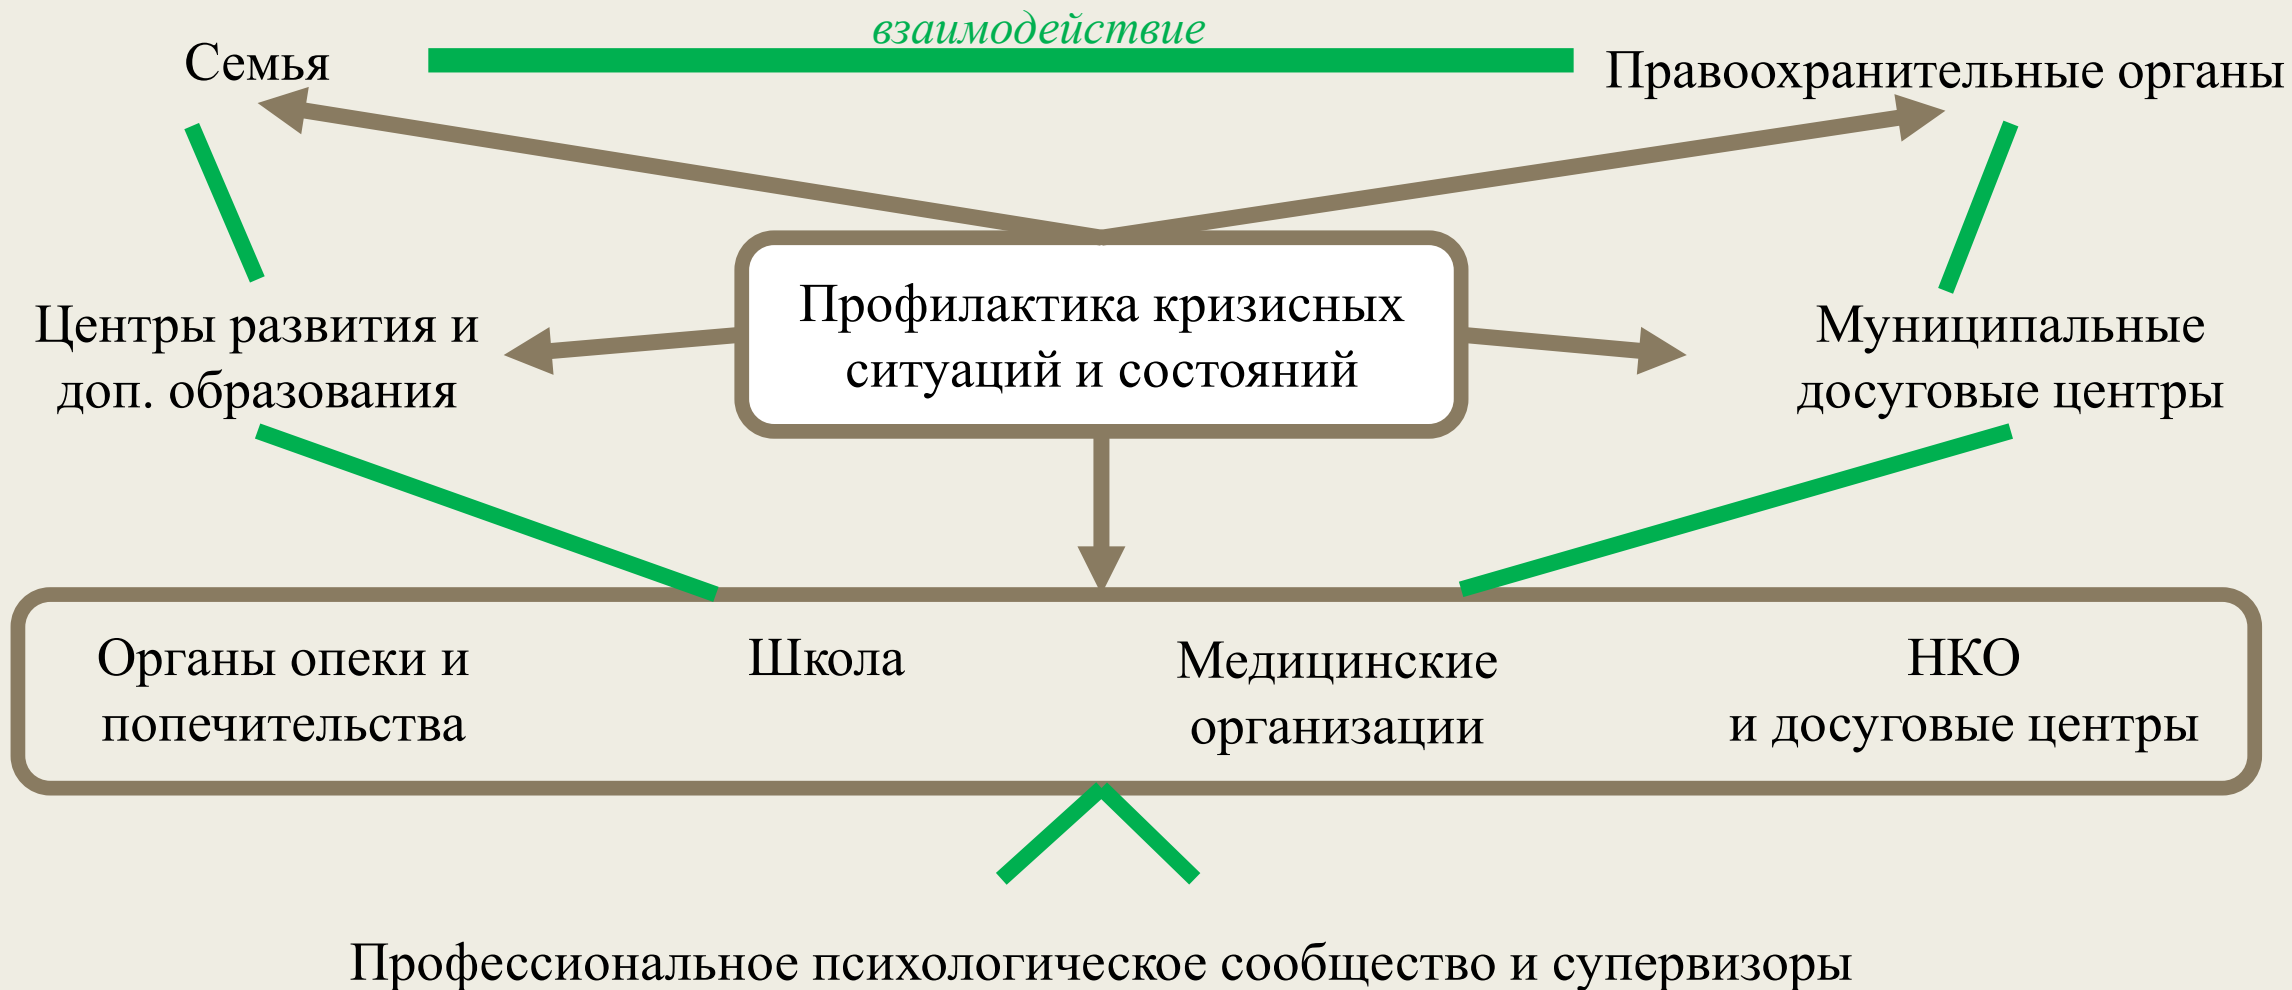 взаимодействие
Семья
Правоохранительные органы
Профилактика кризисных
ситуаций и состояний
Центры развития и
доп. образования
Муниципальные
досуговые центры
Органы опеки и
попечительства
Школа
Медицинские
организации
НКО
и досуговые центры
Профессиональное психологическое сообщество и супервизоры